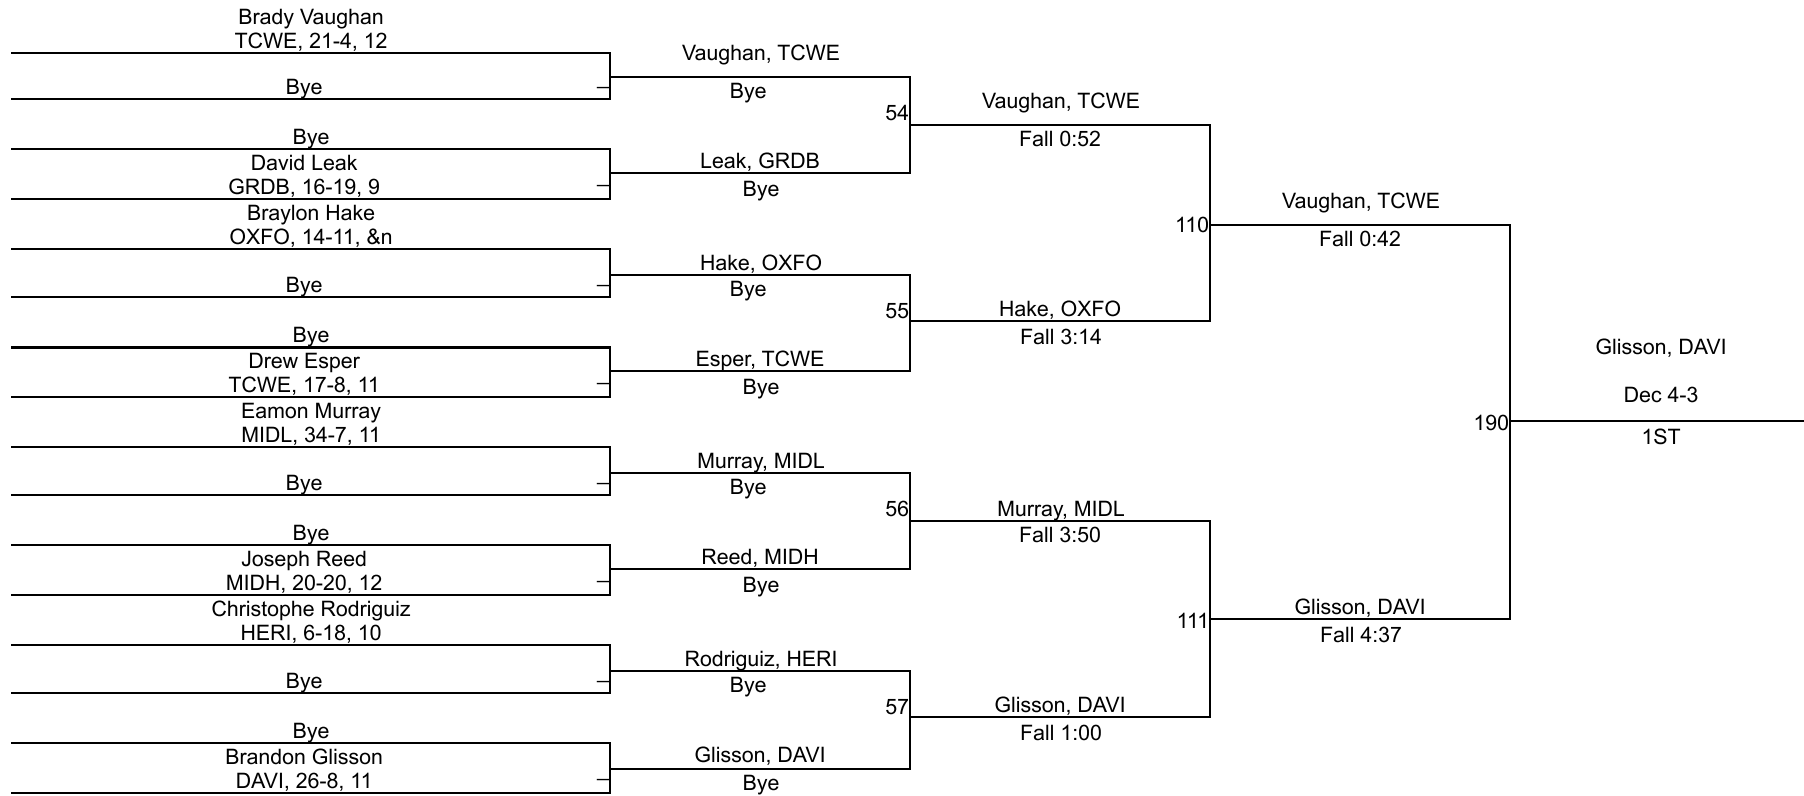 Brady Vaughan
TCWE, 21-4, 12
Bye
Bye
David Leak
GRDB, 16-19, 9
Braylon Hake
OXFO, 14-11, &n
Bye
Bye
Drew Esper
TCWE, 17-8, 11
Eamon Murray
MIDL, 34-7, 11
Bye
Bye
Joseph Reed
MIDH, 20-20, 12
Christophe Rodriguiz
HERI, 6-18, 10
Bye
Bye
Brandon Glisson
DAVI, 26-8, 11
Vaughan, TCWE
Bye
Leak, GRDB
Bye
Hake, OXFO
Bye
Esper, TCWE
Bye
Murray, MIDL
Bye
Reed, MIDH
Bye
Rodriguiz, HERI
Bye
Glisson, DAVI
Bye
54
55
56
57
Vaughan, TCWE
Fall 0:52
Hake, OXFO
Fall 3:14
Murray, MIDL
Fall 3:50
Glisson, DAVI
Fall 1:00
110
111
Vaughan, TCWE
Fall 0:42
Glisson, DAVI
Fall 4:37
190
Glisson, DAVI
Dec 4-3
1ST